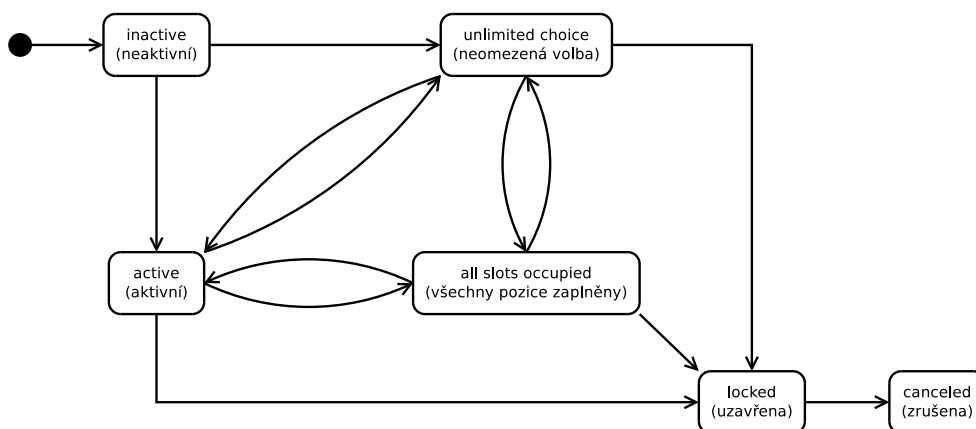 inactive
(neaktivní)
unlimited choice
(neomezená volba)
active
(aktivní)
all slots occupied
(všechny pozice zaplněny)
locked
(uzavřena)
canceled
(zrušena)